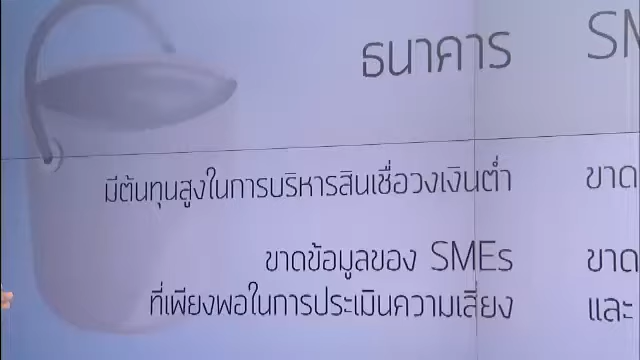 ธนาคาร
มีต้นทุนสูงในการบริหารสินเชื่อวงเงินต่ำ
ขาด
ขาดข้อมูลของ SMEs
ขาด
ที่เพียงพอในการประเมินความเสี่ยง
และ